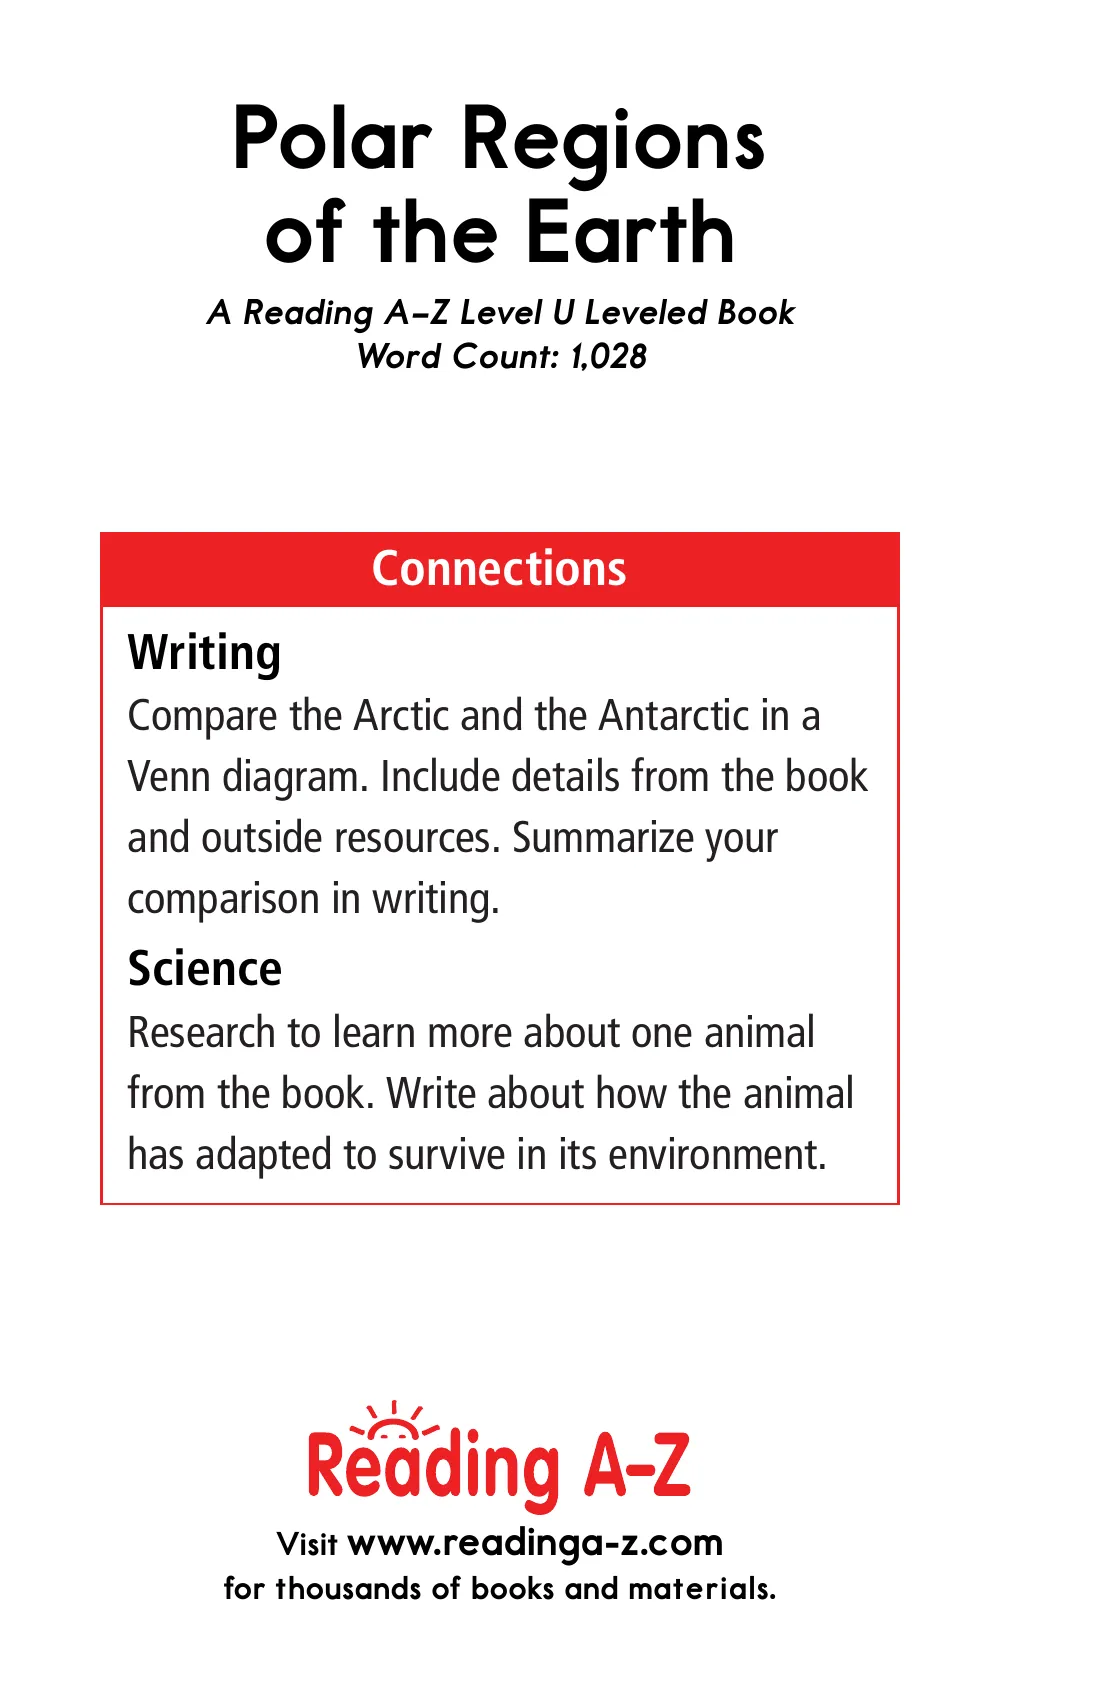 Polar Regions
of the Earth
A Reading A–Z Level U Leveled Book
Word Count: 1,028
Connections
Writing
Compare the Arctic and the Antarctic in a
Venn diagram. Include details from the book
and outside resources. Summarize your
comparison in writing.
Science
Research to learn more about one animal
from the book. Write about how the animal
has adapted to survive in its environment.
Reading A–Z
Visit www.readinga-z.com
for thousands of books and materials.